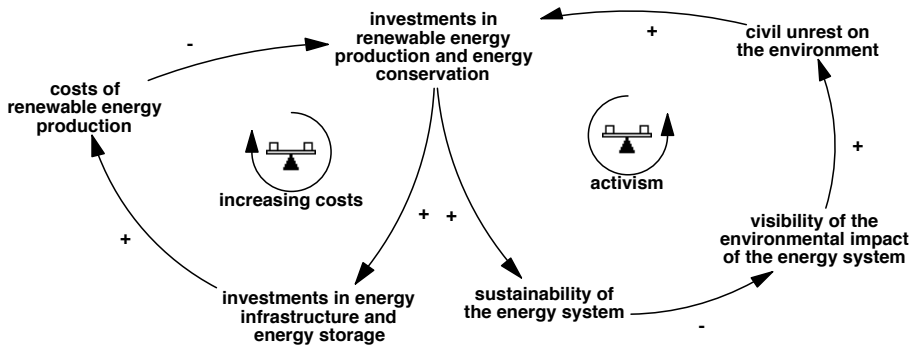 investments in
renewable energy
production and energy
conservation
+
civil unrest on
the environment
-
costs of
renewable energy
production
increasing costs
activism
+
+
+
+
visibility of the
environmental impact
of the energy system
investments in energy
infrastructure and
energy storage
sustainability of
the energy system
-